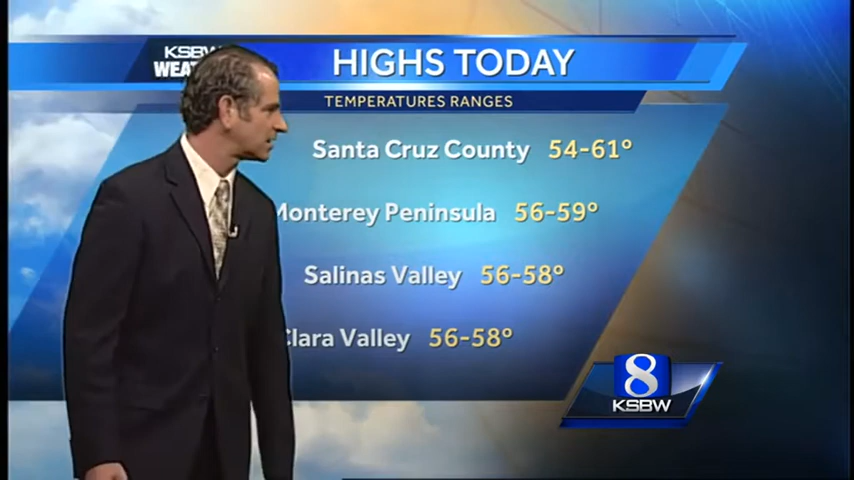 KSBW
HIGHS TODAY
TEMPERATURES RANGES
Santa Cruz County 54-61°
Monterey Peninsula 56-59°
Salinas Valley 56-58°
Clara Valley 56-58°
8
KSBW